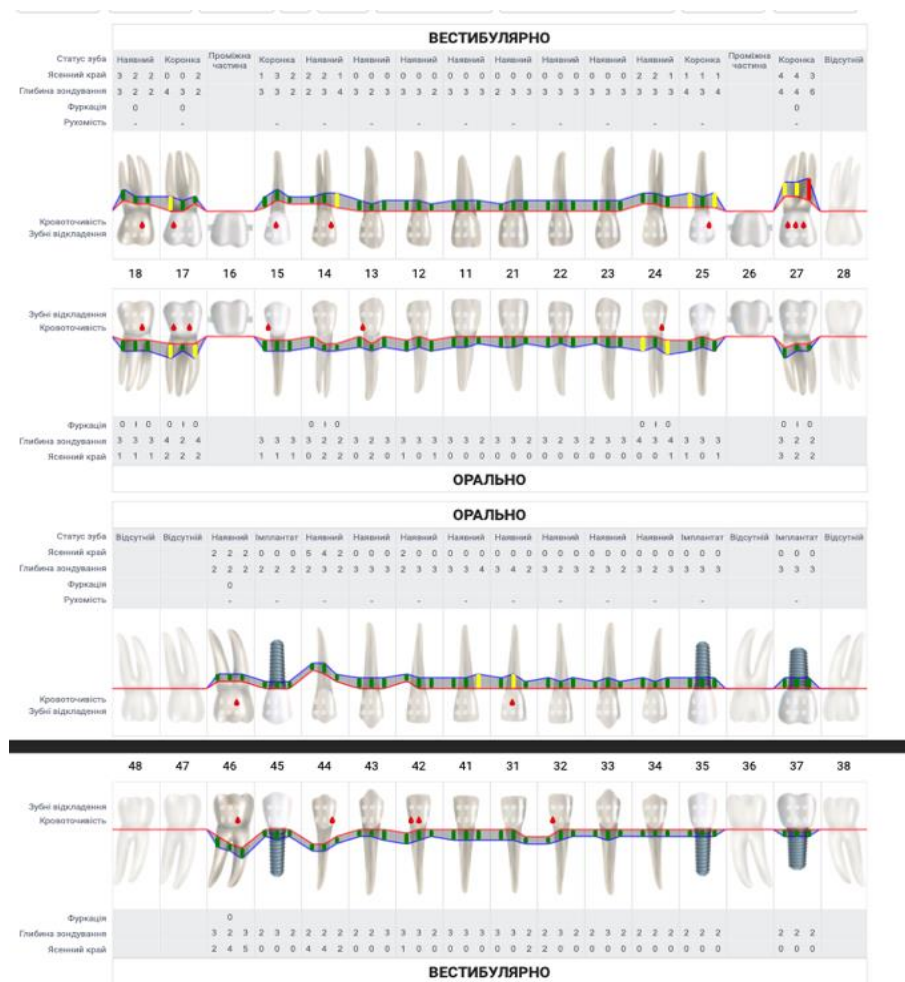 ВЕСТИБУЛЯРНО
Статус зуба Наявний Коронка Проміжна частина Коронка Наявний Наявний Наявний Наявний Наявний Наявний Наявний Наявний Коронка Проміжна частина Коронка Відсутній
Ясенний край 3 2 2 0 0 2 1 3 2 2 2 1 0 0 0 0 0 0 0 0 0 0 0 0 0 0 0 0 0 0 2 2 1 1 1 1 4 4 3
Глибина зондування 3 2 2 4 3 2 3 3 2 2 3 4 3 2 3 3 3 2 3 3 3 2 3 3 3 3 3 3 3 3 3 3 3 4 3 4 4 4 6
Фуркація 0 0 0
Рухомість - - - - - - - - - - - - -
Кровоточивість
Зубні відкладення
18 17 16 15 14 13 12 11 21 22 23 24 25 26 27 28
Зубні відкладення
Кровоточивість
Фуркація 0 I 0 0 I 0 0 I 0 0 I 0 0 I 0
Глибина зондування 3 3 3 4 2 4 3 3 3 3 2 2 3 2 3 3 3 3 3 3 2 3 3 2 3 2 3 2 3 3 4 3 4 3 3 3 3 2 2
Ясенний край 1 1 1 2 2 2 1 1 1 0 2 2 0 2 0 1 0 1 0 0 0 0 0 0 0 0 0 0 0 0 0 0 1 1 0 1 3 2 2
ОРАЛЬНО
ОРАЛЬНО
Статус зуба Відсутній Відсутній Наявний Імплантат Наявний Наявний Наявний Наявний Наявний Наявний Наявний Наявний Імплантат Відсутній Імплантат Відсутній
Ясенний край 2 2 2 0 0 0 5 4 2 0 0 0 2 0 0 0 0 0 0 0 0 0 0 0 0 0 0 0 0 0 0 0 0 0 0 0
Глибина зондування 2 2 2 2 2 2 2 3 2 3 3 3 2 3 3 3 3 4 3 4 2 3 2 3 2 3 2 3 2 3 3 3 3 3 3 3
Фуркація 0
Рухомість - - - - - - - - - - - -
Кровоточивість
Зубні відкладення
48 47 46 45 44 43 42 41 31 32 33 34 35 36 37 38
Зубні відкладення
Кровоточивість
Фуркація 0
Глибина зондування 3 2 3 2 3 2 2 2 2 2 2 3 3 3 2 3 3 3 3 3 2 2 2 2 2 2 2 2 2 2 2 2 2 2 2 2
Ясенний край 2 4 5 0 0 0 4 4 2 0 0 0 1 0 0 0 0 0 0 0 2 2 0 0 0 0 0 0 0 0 0 0 0 0 0 0
ВЕСТИБУЛЯРНО